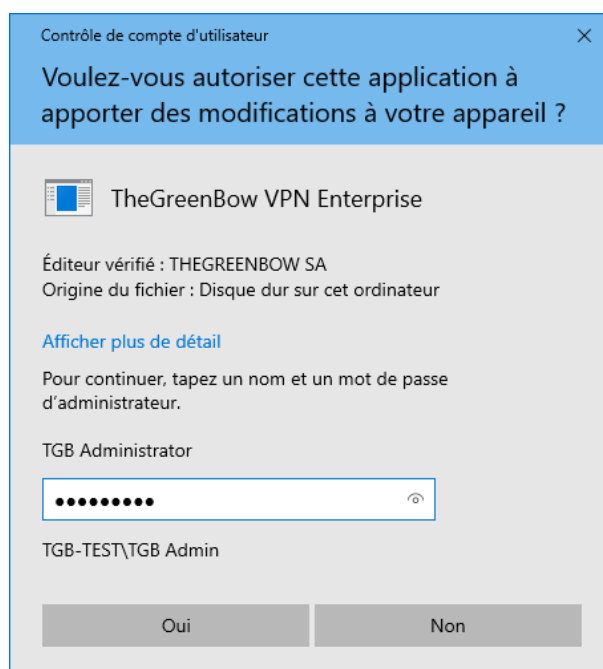 Contrôle de compte d'utilisateur
Voulez-vous autoriser cette application à
apporter des modifications à votre appareil ?
TheGreenBow VPN Enterprise
Éditeur vérifié : THEGREENBOW SA
Origine du fichier : Disque dur sur cet ordinateur
Afficher plus de détail
Pour continuer, tapez un nom et un mot de passe
d’administrateur.
TGB Administrator
●●●●●●●●●
TGB-TEST\TGB Admin
Oui
Non